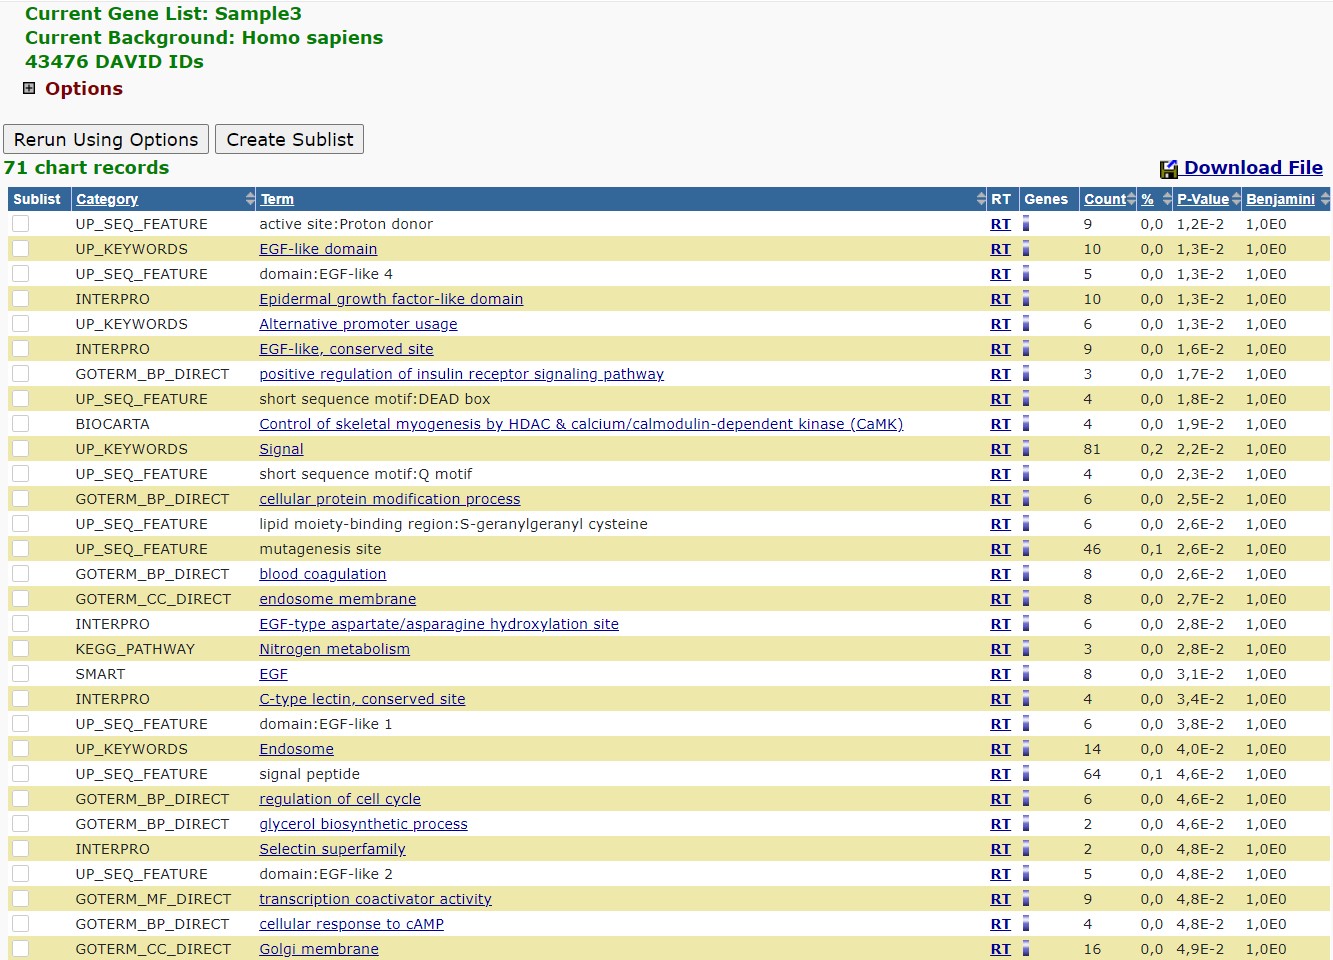 Current Gene List: Sample3
Current Background: Homo sapiens
43476 DAVID IDs
Options
Rerun Using Options Create Sublist
71 chart records Download File
Sublist Category Term RT Genes Count % P-Value Benjamini
UP_SEQ_FEATURE active site:Proton donor RT 9 0,0 1,2E-2 1,0E0
UP_KEYWORDS EGF-like domain RT 10 0,0 1,3E-2 1,0E0
UP_SEQ_FEATURE domain:EGF-like 4 RT 5 0,0 1,3E-2 1,0E0
INTERPRO Epidermal growth factor-like domain RT 10 0,0 1,3E-2 1,0E0
UP_KEYWORDS Alternative promoter usage RT 6 0,0 1,3E-2 1,0E0
INTERPRO EGF-like, conserved site RT 9 0,0 1,6E-2 1,0E0
GOTERM_BP_DIRECT positive regulation of insulin receptor signaling pathway RT 3 0,0 1,7E-2 1,0E0
UP_SEQ_FEATURE short sequence motif:DEAD box RT 4 0,0 1,8E-2 1,0E0
BIOCARTA Control of skeletal myogenesis by HDAC & calcium/calmodulin-dependent kinase (CaMK) RT 4 0,0 1,9E-2 1,0E0
UP_KEYWORDS Signal RT 81 0,2 2,2E-2 1,0E0
UP_SEQ_FEATURE short sequence motif:Q motif RT 4 0,0 2,3E-2 1,0E0
GOTERM_BP_DIRECT cellular protein modification process RT 6 0,0 2,5E-2 1,0E0
UP_SEQ_FEATURE lipid moiety-binding region:S-geranylgeranyl cysteine RT 6 0,0 2,6E-2 1,0E0
UP_SEQ_FEATURE mutagenesis site RT 46 0,1 2,6E-2 1,0E0
GOTERM_BP_DIRECT blood coagulation RT 8 0,0 2,6E-2 1,0E0
GOTERM_CC_DIRECT endosome membrane RT 8 0,0 2,7E-2 1,0E0
INTERPRO EGF-type aspartate/asparagine hydroxylation site RT 6 0,0 2,8E-2 1,0E0
KEGG_PATHWAY Nitrogen metabolism RT 3 0,0 2,8E-2 1,0E0
SMART EGF RT 8 0,0 3,1E-2 1,0E0
INTERPRO C-type lectin, conserved site RT 4 0,0 3,4E-2 1,0E0
UP_SEQ_FEATURE domain:EGF-like 1 RT 6 0,0 3,8E-2 1,0E0
UP_KEYWORDS Endosome RT 14 0,0 4,0E-2 1,0E0
UP_SEQ_FEATURE signal peptide RT 64 0,1 4,6E-2 1,0E0
GOTERM_BP_DIRECT regulation of cell cycle RT 6 0,0 4,6E-2 1,0E0
GOTERM_BP_DIRECT glycerol biosynthetic process RT 2 0,0 4,6E-2 1,0E0
INTERPRO Selectin superfamily RT 2 0,0 4,8E-2 1,0E0
UP_SEQ_FEATURE domain:EGF-like 2 RT 5 0,0 4,8E-2 1,0E0
GOTERM_MF_DIRECT transcription coactivator activity RT 9 0,0 4,8E-2 1,0E0
GOTERM_BP_DIRECT cellular response to cAMP RT 4 0,0 4,8E-2 1,0E0
GOTERM_CC_DIRECT Golgi membrane RT 16 0,0 4,9E-2 1,0E0